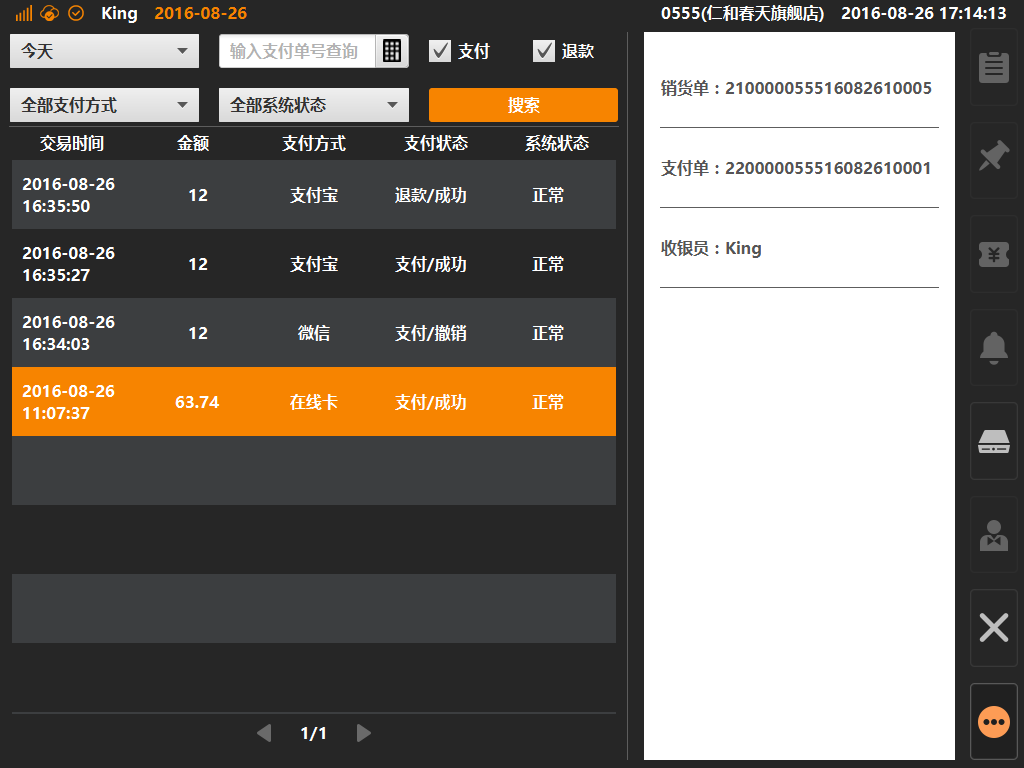 King 2016-08-26 0555(仁和春天旗舰店) 2016-08-26 17:14:13
今天 输入支付单号查询 支付 退款
全部支付方式 全部系统状态 搜索
交易时间 金额 支付方式 支付状态 系统状态
2016-08-26
16:35:50 12 支付宝 退款/成功 正常
2016-08-26
16:35:27 12 支付宝 支付/成功 正常
2016-08-26
16:34:03 12 微信 支付/撤销 正常
2016-08-26
11:07:37 63.74 在线卡 支付/成功 正常
1/1
销货单：210000055516082610005
支付单：220000055516082610001
收银员：King